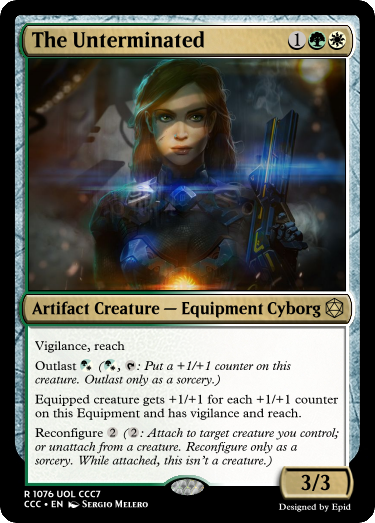 The Unterminated 1
Artifact Creature — Equipment Cyborg
Vigilance, reach
Outlast (, : Put a +1/+1 counter on this
creature. Outlast only as a sorcery.)
Equipped creature gets +1/+1 for each +1/+1 counter
on this Equipment and has vigilance and reach.
Reconfigure 2 (2: Attach to target creature you control;
or unattach from a creature. Reconfigure only as a
sorcery. While attached, this isn't a creature.)
3/3
R 1076 UOL CCC7
CCC • EN Sergio Melero
Designed by Epid